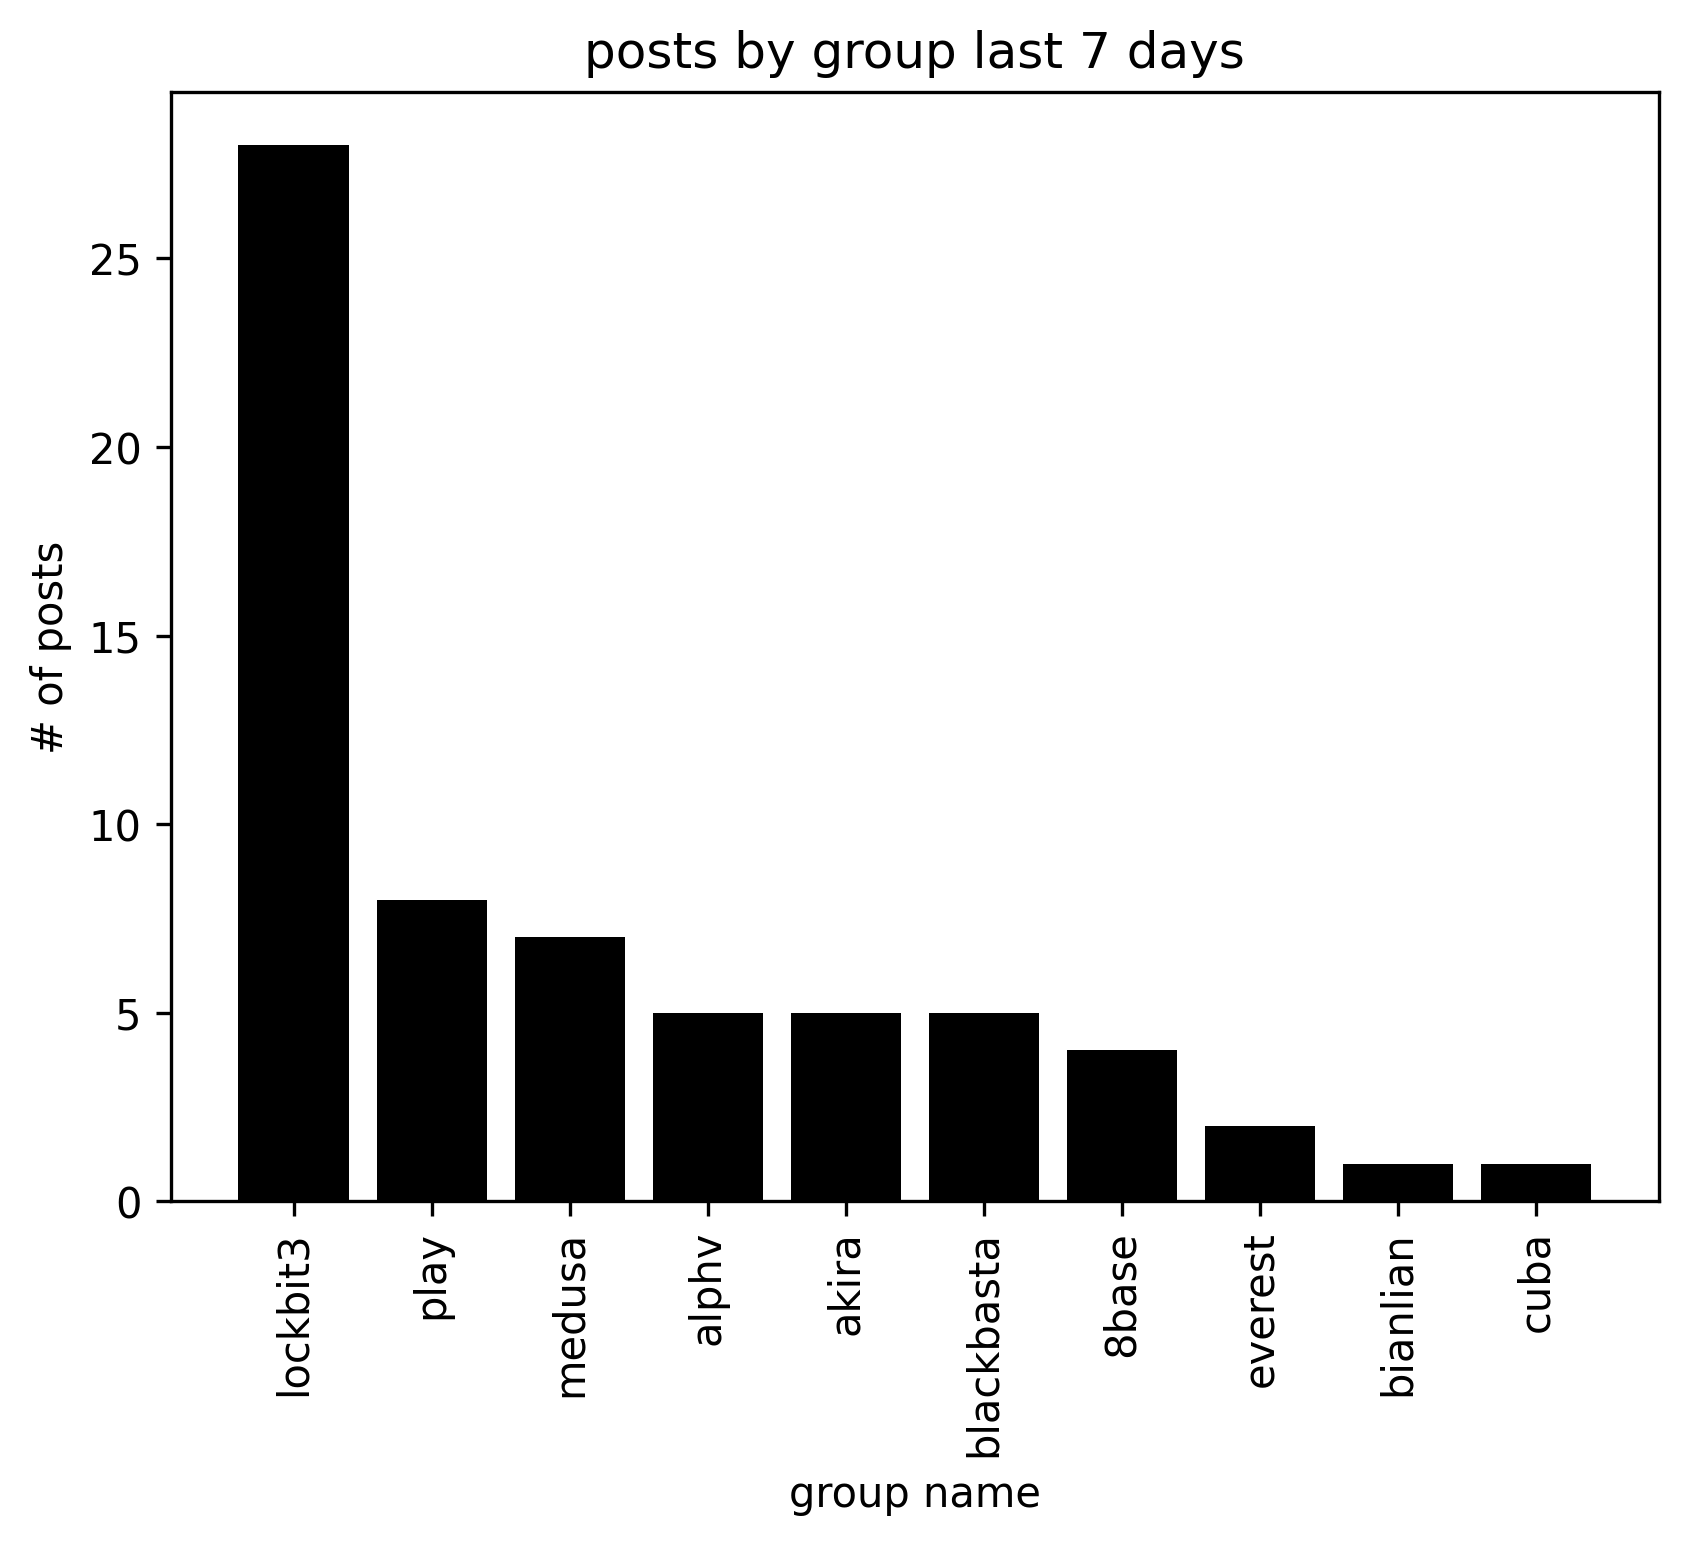 posts by group last 7 days
# of posts
25
20
15
10
5
0
lockbit3
play
medusa
alphv
akira
blackbasta
8base
everest
bianlian
cuba
group name